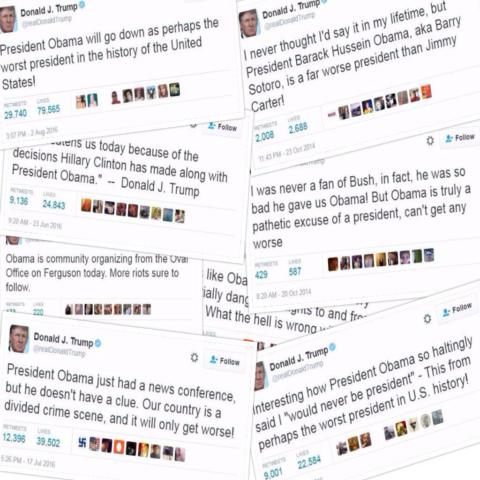 Donald J. Trump
@realDonaldTrump
President Obama will go down as perhaps the
worst president in the history of the United
States!
RETWEETS LIKES
29,740 79,565
3:07 PM - 2 Aug 2016
Donald J. Trump
@realDonaldTrump
I never thought I'd say it in my lifetime, but
President Barack Hussein Obama, aka Barry
Sotoro, is a far worse president than Jimmy
Carter!
RETWEETS LIKES
2,008 2,688
11:43 PM - 23 Oct 2014
Follow
us today because of the
decisions Hillary Clinton has made along with
President Obama." -- Donald J. Trump
RETWEETS LIKES
9,136 24,843
9:20 AM - 23 Jun 2016
Follow
I was never a fan of Bush, in fact, he was so
bad he gave us Obama! But Obama is truly a
pathetic excuse of a president, can't get any
worse
RETWEETS LIKES
429 587
9:20 AM - 20 Oct 2014
@realDonaldTrump
Obama is community organizing from the Oval
Office on Ferguson today. More riots sure to
follow.
RETWEETS LIKES
220
like Oba
ially dang
to and
What the hell is wrong
Donald J. Trump
@realDonaldTrump
Follow
President Obama just had a news conference,
but he doesn't have a clue. Our country is a
divided crime scene, and it will only get worse!
RETWEETS LIKES
12,396 39,502
5:26 PM - 17 Jul 2016
Donald J. Trump
@realDonaldTrump
Follow
Interesting how President Obama so haltingly
said I "would never be president" - This from
perhaps the worst president in U.S. history!
RETWEETS LIKES
9,001 22,584